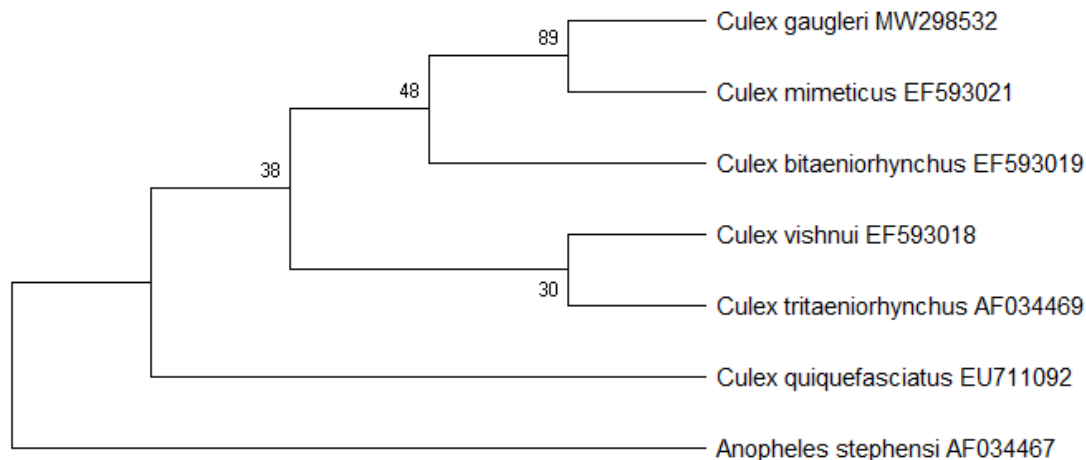 Culex gaugleri MW298532
89
Culex mimeticus EF593021
48
Culex bitaeniorhynchus EF593019
38
Culex vishnui EF593018
30
Culex tritaeniorhynchus AF034469
Culex quiquefasciatus EU711092
Anopheles stephensi AF034467